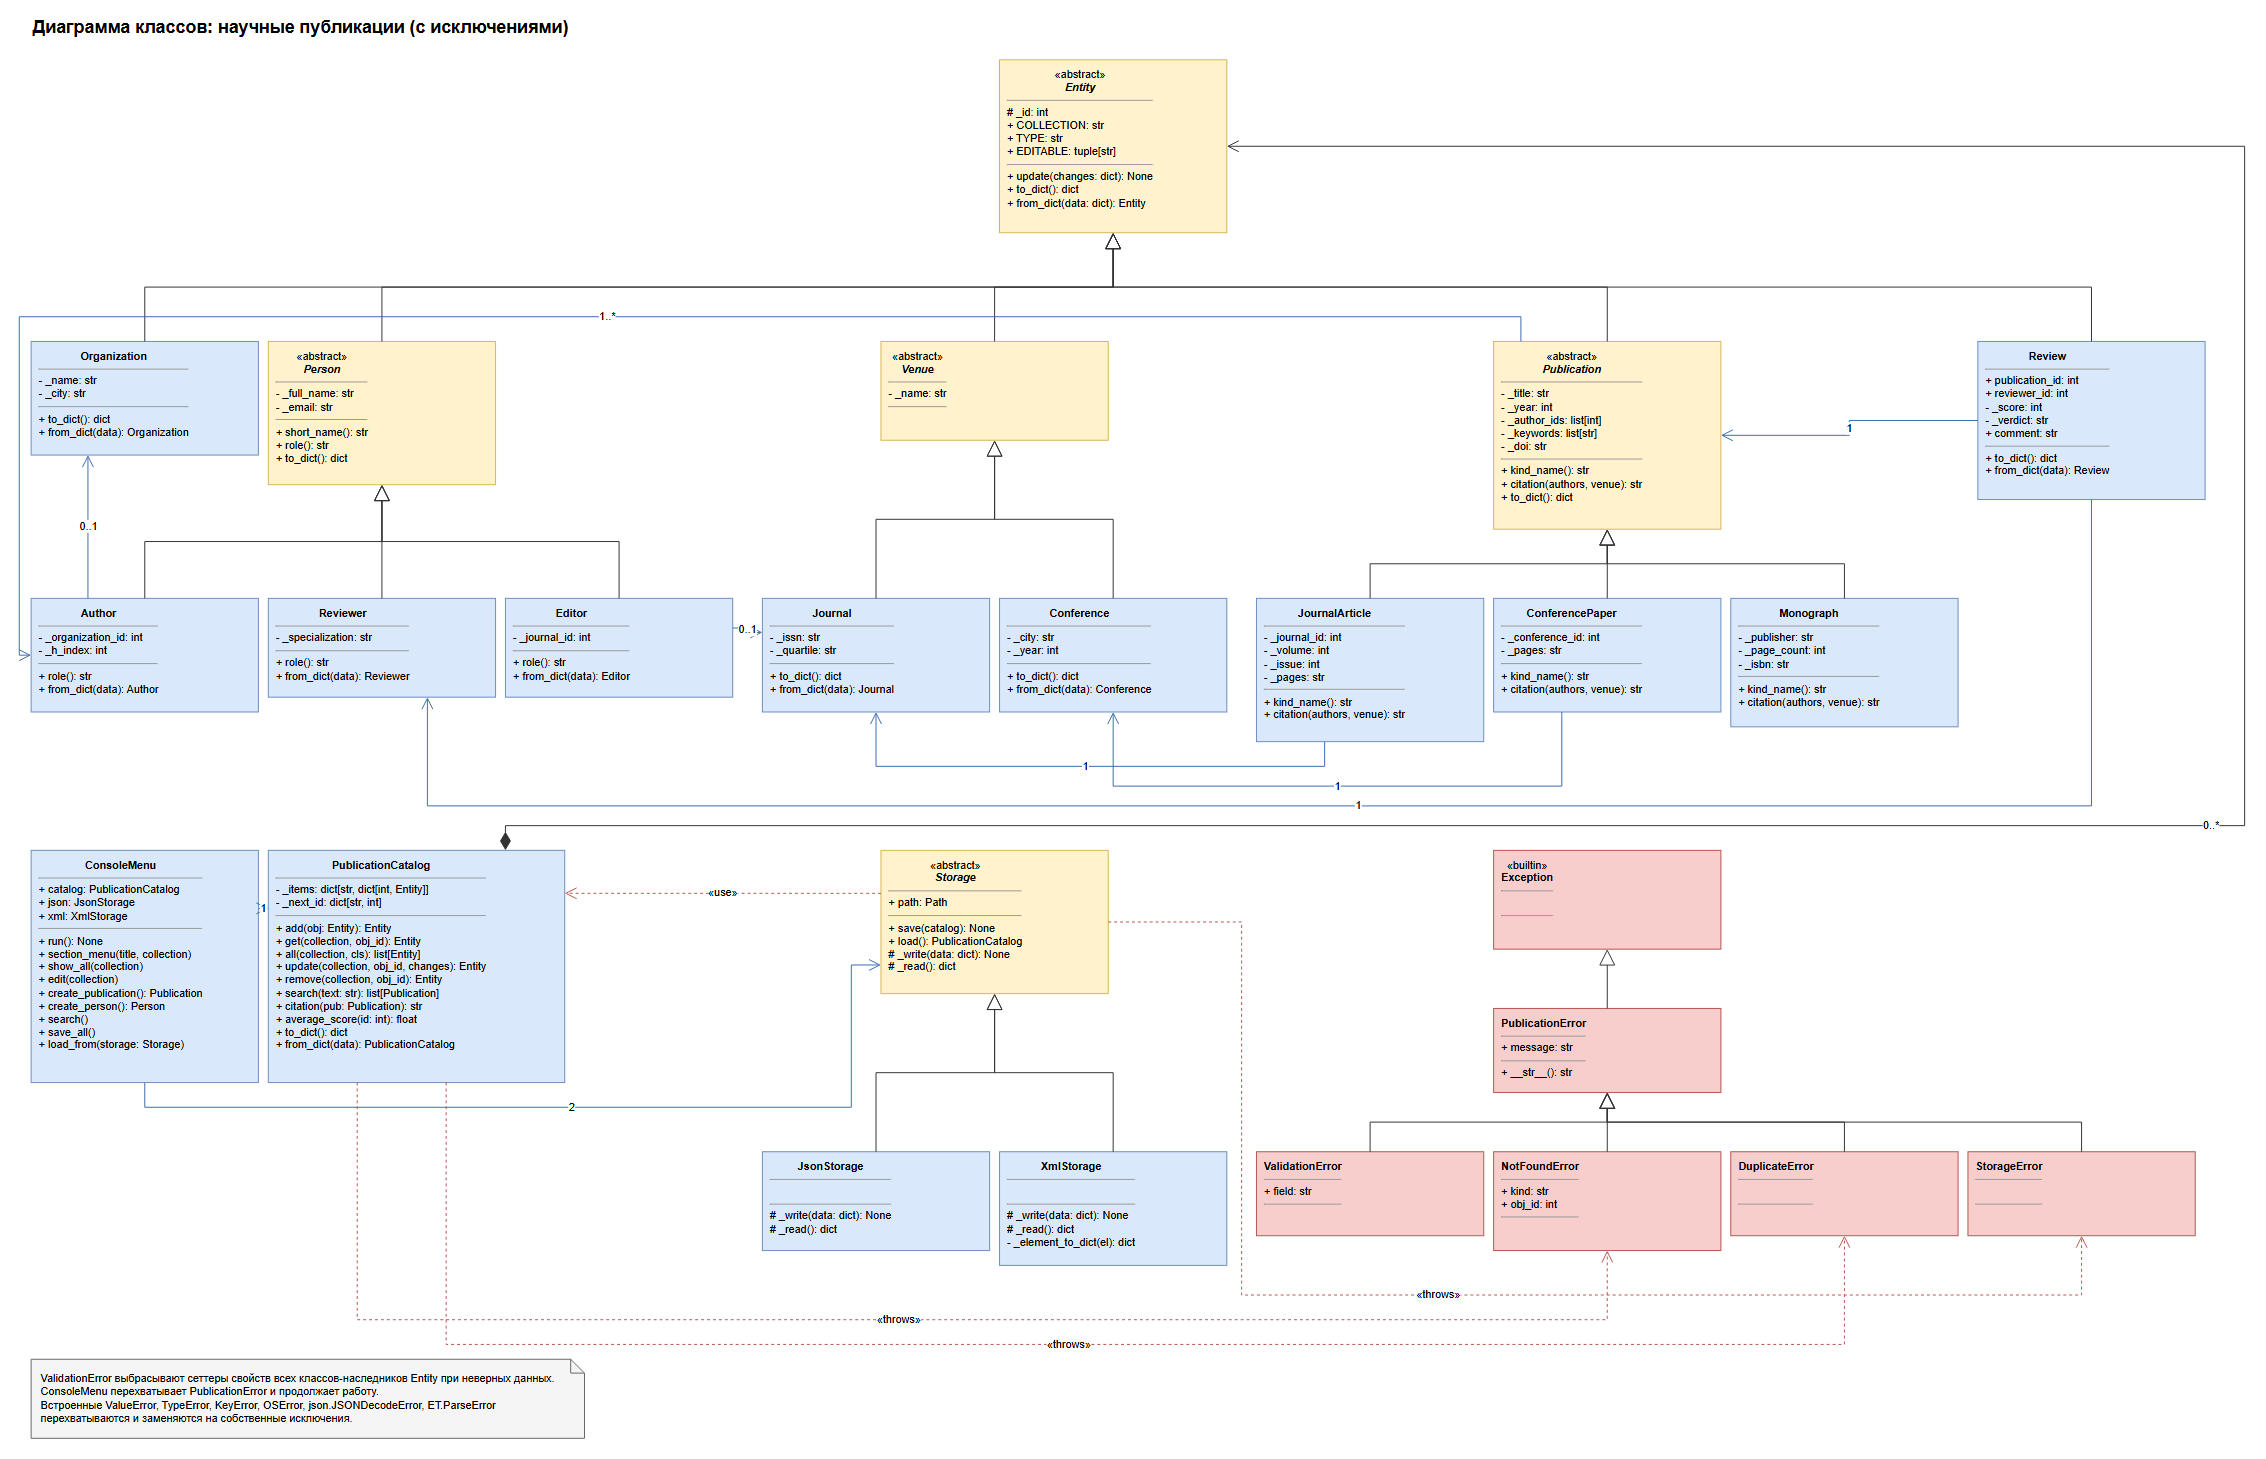 Диаграмма классов: научные публикации (с исключениями)
«abstract»
Entity
# _id: int
+ COLLECTION: str
+ TYPE: str
+ EDITABLE: tuple[str]
+ update(changes: dict): None
+ to_dict(): dict
+ from_dict(data: dict): Entity
1..*
Organization
- _name: str
- _city: str
+ to_dict(): dict
+ from_dict(data): Organization
«abstract»
Person
- _full_name: str
- _email: str
+ short_name(): str
+ role(): str
+ to_dict(): dict
«abstract»
Venue
- _name: str
«abstract»
Publication
- _title: str
- _year: int
- _author_ids: list[int]
- _keywords: list[str]
- _doi: str
+ kind_name(): str
+ citation(authors, venue): str
+ to_dict(): dict
1
Review
+ publication_id: int
+ reviewer_id: int
- _score: int
- _verdict: str
+ comment: str
+ to_dict(): dict
+ from_dict(data): Review
0..1
Author
- _organization_id: int
- _h_index: int
+ role(): str
+ from_dict(data): Author
Reviewer
- _specialization: str
+ role(): str
+ from_dict(data): Reviewer
Editor
- _journal_id: int
+ role(): str
+ from_dict(data): Editor
0..1
Journal
- _issn: str
- _quartile: str
+ to_dict(): dict
+ from_dict(data): Journal
Conference
- _city: str
- _year: int
+ to_dict(): dict
+ from_dict(data): Conference
JournalArticle
- _journal_id: int
- _volume: int
- _issue: int
- _pages: str
+ kind_name(): str
+ citation(authors, venue): str
ConferencePaper
- _conference_id: int
- _pages: str
+ kind_name(): str
+ citation(authors, venue): str
Monograph
- _publisher: str
- _page_count: int
- _isbn: str
+ kind_name(): str
+ citation(authors, venue): str
1
1
1
0..*
ConsoleMenu
+ catalog: PublicationCatalog
+ json: JsonStorage
+ xml: XmlStorage
+ run(): None
+ section_menu(title, collection)
+ show_all(collection)
+ edit(collection)
+ create_publication(): Publication
+ create_person(): Person
+ search()
+ save_all()
+ load_from(storage: Storage)
1
PublicationCatalog
- _items: dict[str, dict[int, Entity]]
- _next_id: dict[str, int]
+ add(obj: Entity): Entity
+ get(collection, obj_id): Entity
+ all(collection, cls): list[Entity]
+ update(collection, obj_id, changes): Entity
+ remove(collection, obj_id): Entity
+ search(text: str): list[Publication]
+ citation(pub: Publication): str
+ average_score(id: int): float
+ to_dict(): dict
+ from_dict(data): PublicationCatalog
«use»
«abstract»
Storage
+ path: Path
+ save(catalog): None
+ load(): PublicationCatalog
# _write(data: dict): None
# _read(): dict
«builtin»
Exception
PublicationError
+ message: str
+ __str__(): str
2
JsonStorage
# _write(data: dict): None
# _read(): dict
XmlStorage
# _write(data: dict): None
# _read(): dict
- _element_to_dict(el): dict
ValidationError
+ field: str
NotFoundError
+ kind: str
+ obj_id: int
DuplicateError
StorageError
«throws»
«throws»
«throws»
ValidationError выбрасывают сеттеры свойств всех классов-наследников Entity при неверных данных.
ConsoleMenu перехватывает PublicationError и продолжает работу.
Встроенные ValueError, TypeError, KeyError, OSError, json.JSONDecodeError, ET.ParseError
перехватываются и заменяются на собственные исключения.